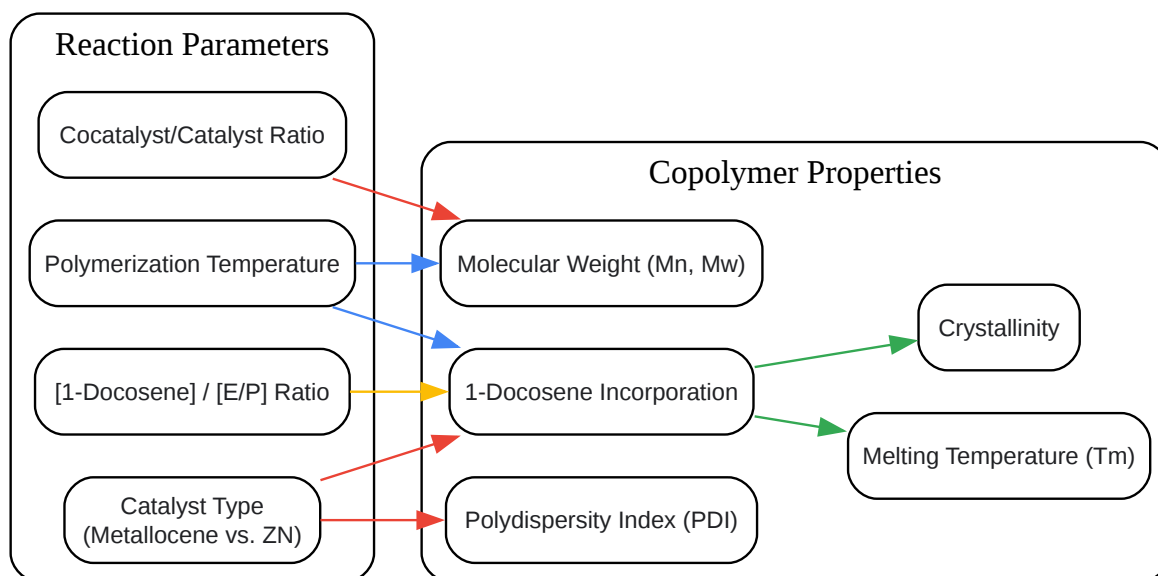 Reaction Parameters
Cocatalyst/Catalyst Ratio
Polymerization Temperature
[1-Docosene] / [E/P] Ratio
Catalyst Type
(Metallocene vs. ZN)
Copolymer Properties
Molecular Weight (Mn, Mw)
1-Docosene Incorporation
Polydispersity Index (PDI)
Crystallinity
Melting Temperature (Tm)